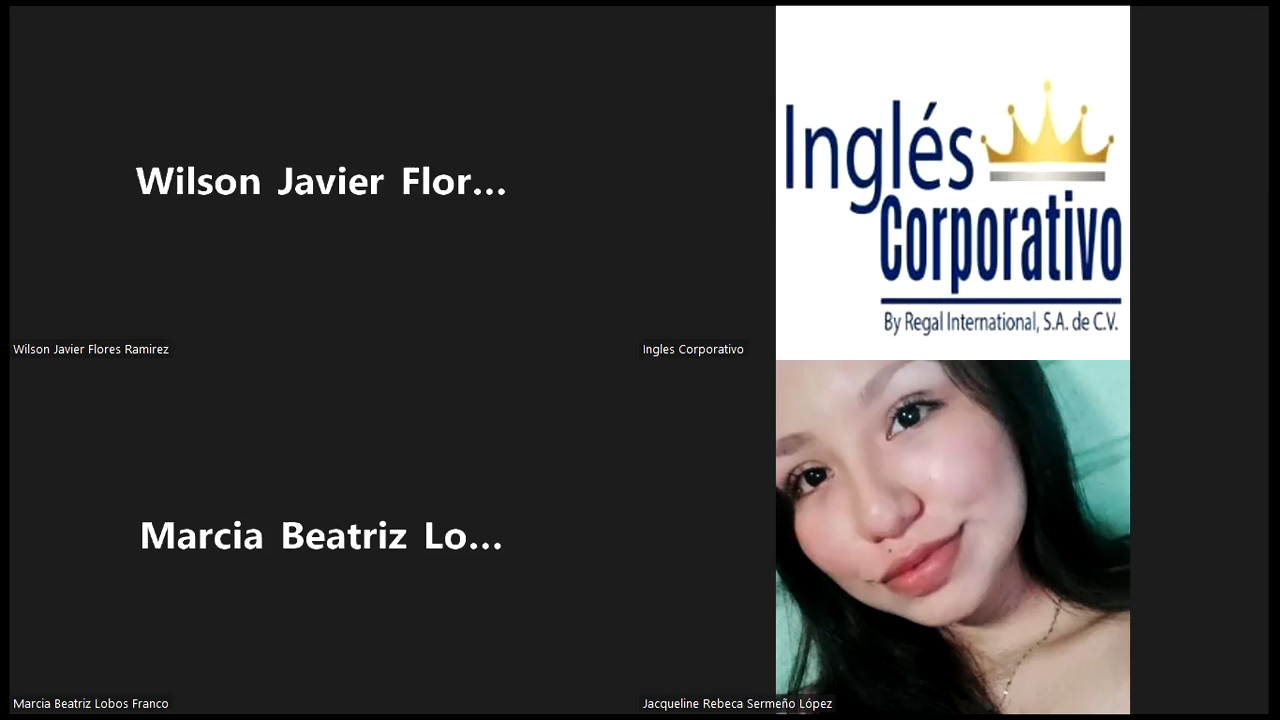 Wilson Javier Flor...
Wilson Javier Flores Ramirez
Inglés
Corporativo
By Regal International, S.A. de C.V.
Ingles Corporativo
Marcia Beatriz Lo...
Marcia Beatriz Lobos Franco
Jacqueline Rebeca Sermeño López